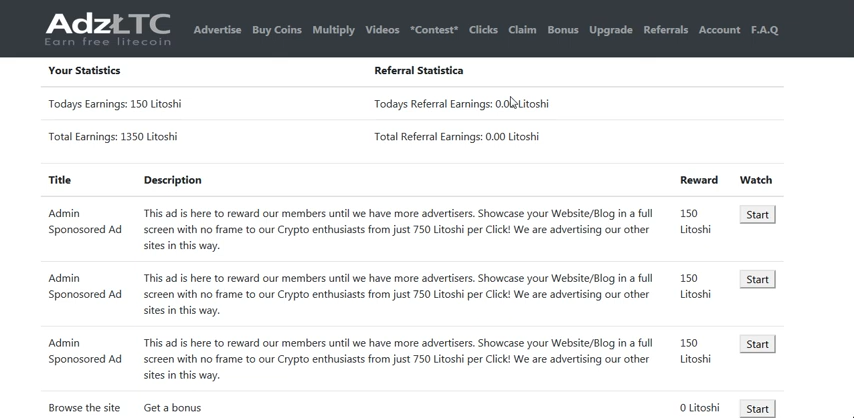 AdzŁTC
Earn free litecoin
Advertise Buy Coins Multiply Videos *Contest* Clicks Claim Bonus Upgrade Referrals Account F.A.Q
Your Statistics Referral Statistica
Todays Earnings: 150 Litoshi Todays Referral Earnings: 0.00 Litoshi
Total Earnings: 1350 Litoshi Total Referral Earnings: 0.00 Litoshi
Title Description Reward Watch
Admin This ad is here to reward our members until we have more advertisers. Showcase your Website/Blog in a full 150 Start
Sponosored Ad screen with no frame to our Crypto enthusiasts from just 750 Litoshi per Click! We are advertising our other Litoshi
sites in this way.
Admin This ad is here to reward our members until we have more advertisers. Showcase your Website/Blog in a full 150 Start
Sponosored Ad screen with no frame to our Crypto enthusiasts from just 750 Litoshi per Click! We are advertising our other Litoshi
sites in this way.
Admin This ad is here to reward our members until we have more advertisers. Showcase your Website/Blog in a full 150 Start
Sponosored Ad screen with no frame to our Crypto enthusiasts from just 750 Litoshi per Click! We are advertising our other Litoshi
sites in this way.
Browse the site Get a bonus 0 Litoshi Start